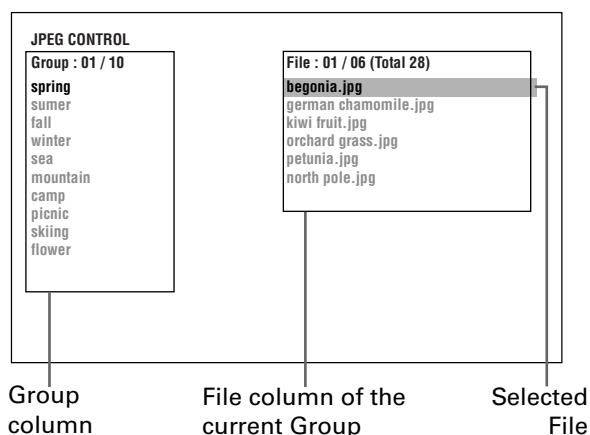 JPEG CONTROL
Group : 01 / 10
spring
sumer
fall
winter
sea
mountain
camp
picnic
skiing
flower
File : 01 / 06 (Total 28)
begonia.jpg
german chamomile.jpg
kiwi fruit.jpg
orchard grass.jpg
petunia.jpg
north pole.jpg
Group
column
File column of the
current Group
Selected
File